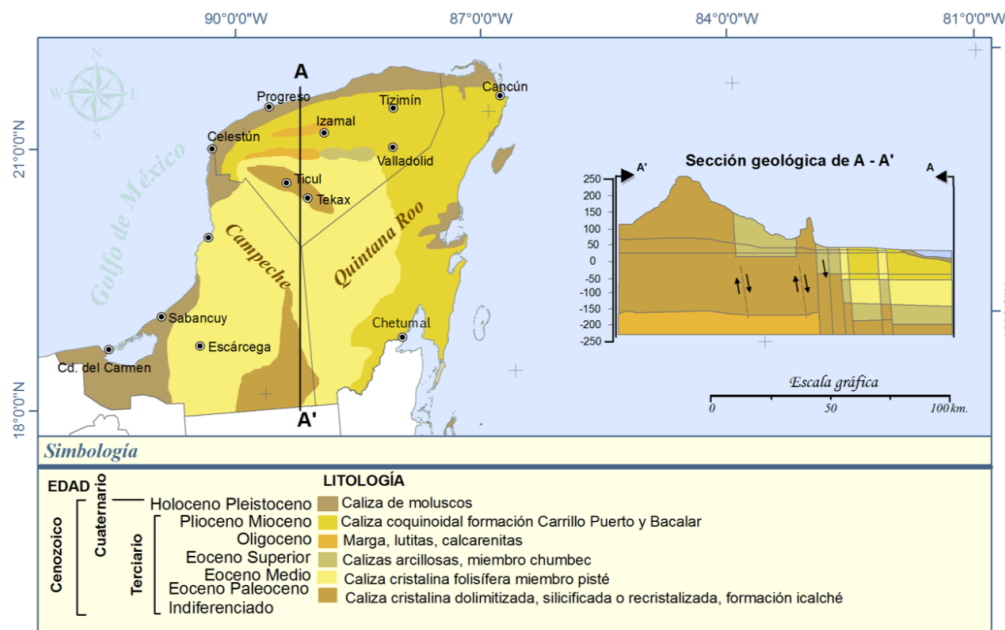 90°0'0"W
87°0'0"W
84°0'0"W
81°0'0"W
21°0'0"N
18°0'0"N
N
W
E
S
Golfo de México
A
Progreso
Tizimín
Cancún
Izamal
Celestún
Valladolid
Ticul
Tekax
Campeche
Quintana Roo
Sabancuy
Chetumal
Escárcega
Cd. del Carmen
A'
Sección geológica de A - A'
A'
A
250
200
150
100
50
0
-50
-100
-150
-200
-250
Escala gráfica
0
50
100 km.
Simbología
EDAD
LITOLOGÍA
Cenozoico
Cuaternario
Terciario
Holoceno Pleistoceno Caliza de moluscos
Plioceno Mioceno Caliza coquinoidal formación Carrillo Puerto y Bacalar
Oligoceno Marga, lutitas, calcarenitas
Eoceno Superior Calizas arcillosas, miembro chumbec
Eoceno Medio Caliza cristalina folisífera miembro pisté
Eoceno Paleoceno Caliza cristalina dolimitizada, silicificada o recristalizada, formación icalché
Indiferenciado